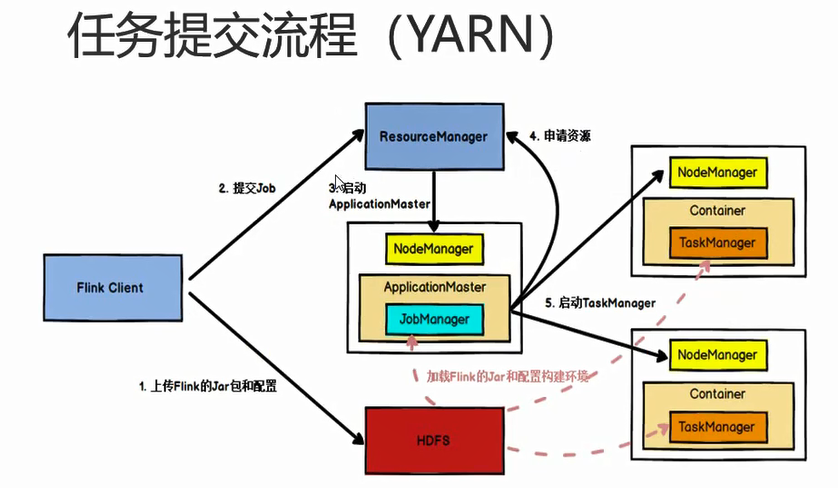 任务提交流程（YARN）
ResourceManager
4. 申请资源
2. 提交Job
3. 启动
ApplicationMaster
NodeManager
Container
TaskManager
Flink Client
NodeManager
ApplicationMaster
JobManager
5. 启动TaskManager
1. 上传Flink的Jar包和配置
加载Flink的Jar和配置构建环境
HDFS
NodeManager
Container
TaskManager